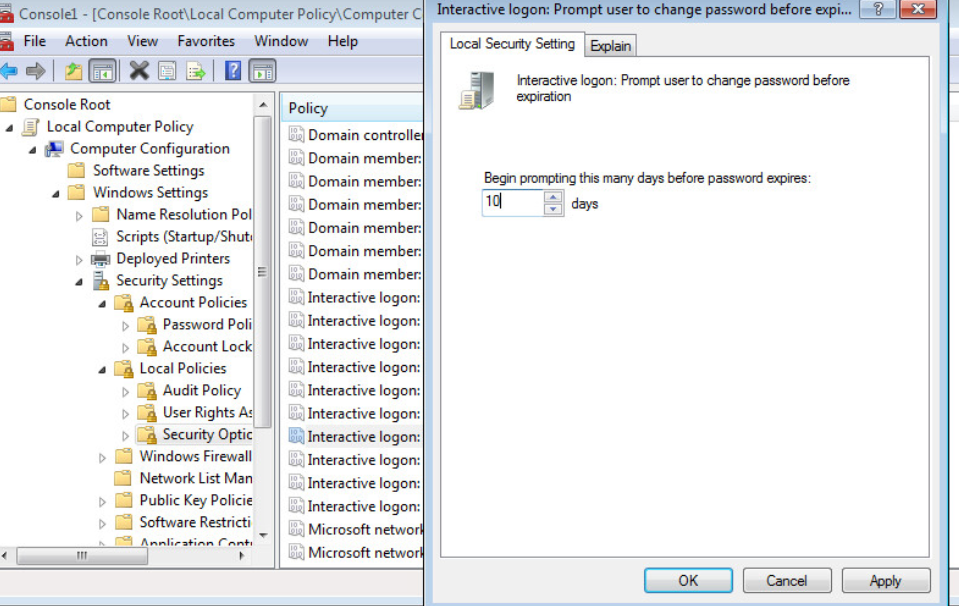 Console1 - [Console Root\Local Computer Policy\Computer C
File Action View Favorites Window Help
Console Root
Local Computer Policy
Computer Configuration
Software Settings
Windows Settings
Name Resolution Pol
Scripts (Startup/Shut
Deployed Printers
Security Settings
Account Policies
Password Poli
Account Lock
Local Policies
Audit Policy
User Rights As
Security Optic
Windows Firewall
Network List Man
Public Key Policie
Software Restricti
Application Cont
Policy
Domain controller
Domain member:
Domain member:
Domain member:
Domain member:
Domain member:
Domain member:
Interactive logon:
Interactive logon:
Interactive logon:
Interactive logon:
Interactive logon:
Interactive logon:
Interactive logon:
Interactive logon:
Interactive logon:
Interactive logon:
Microsoft network
Microsoft network
Interactive logon: Prompt user to change password before expi...
Local Security Setting Explain
Interactive logon: Prompt user to change password before
expiration
Begin prompting this many days before password expires:
10 days
OK Cancel Apply